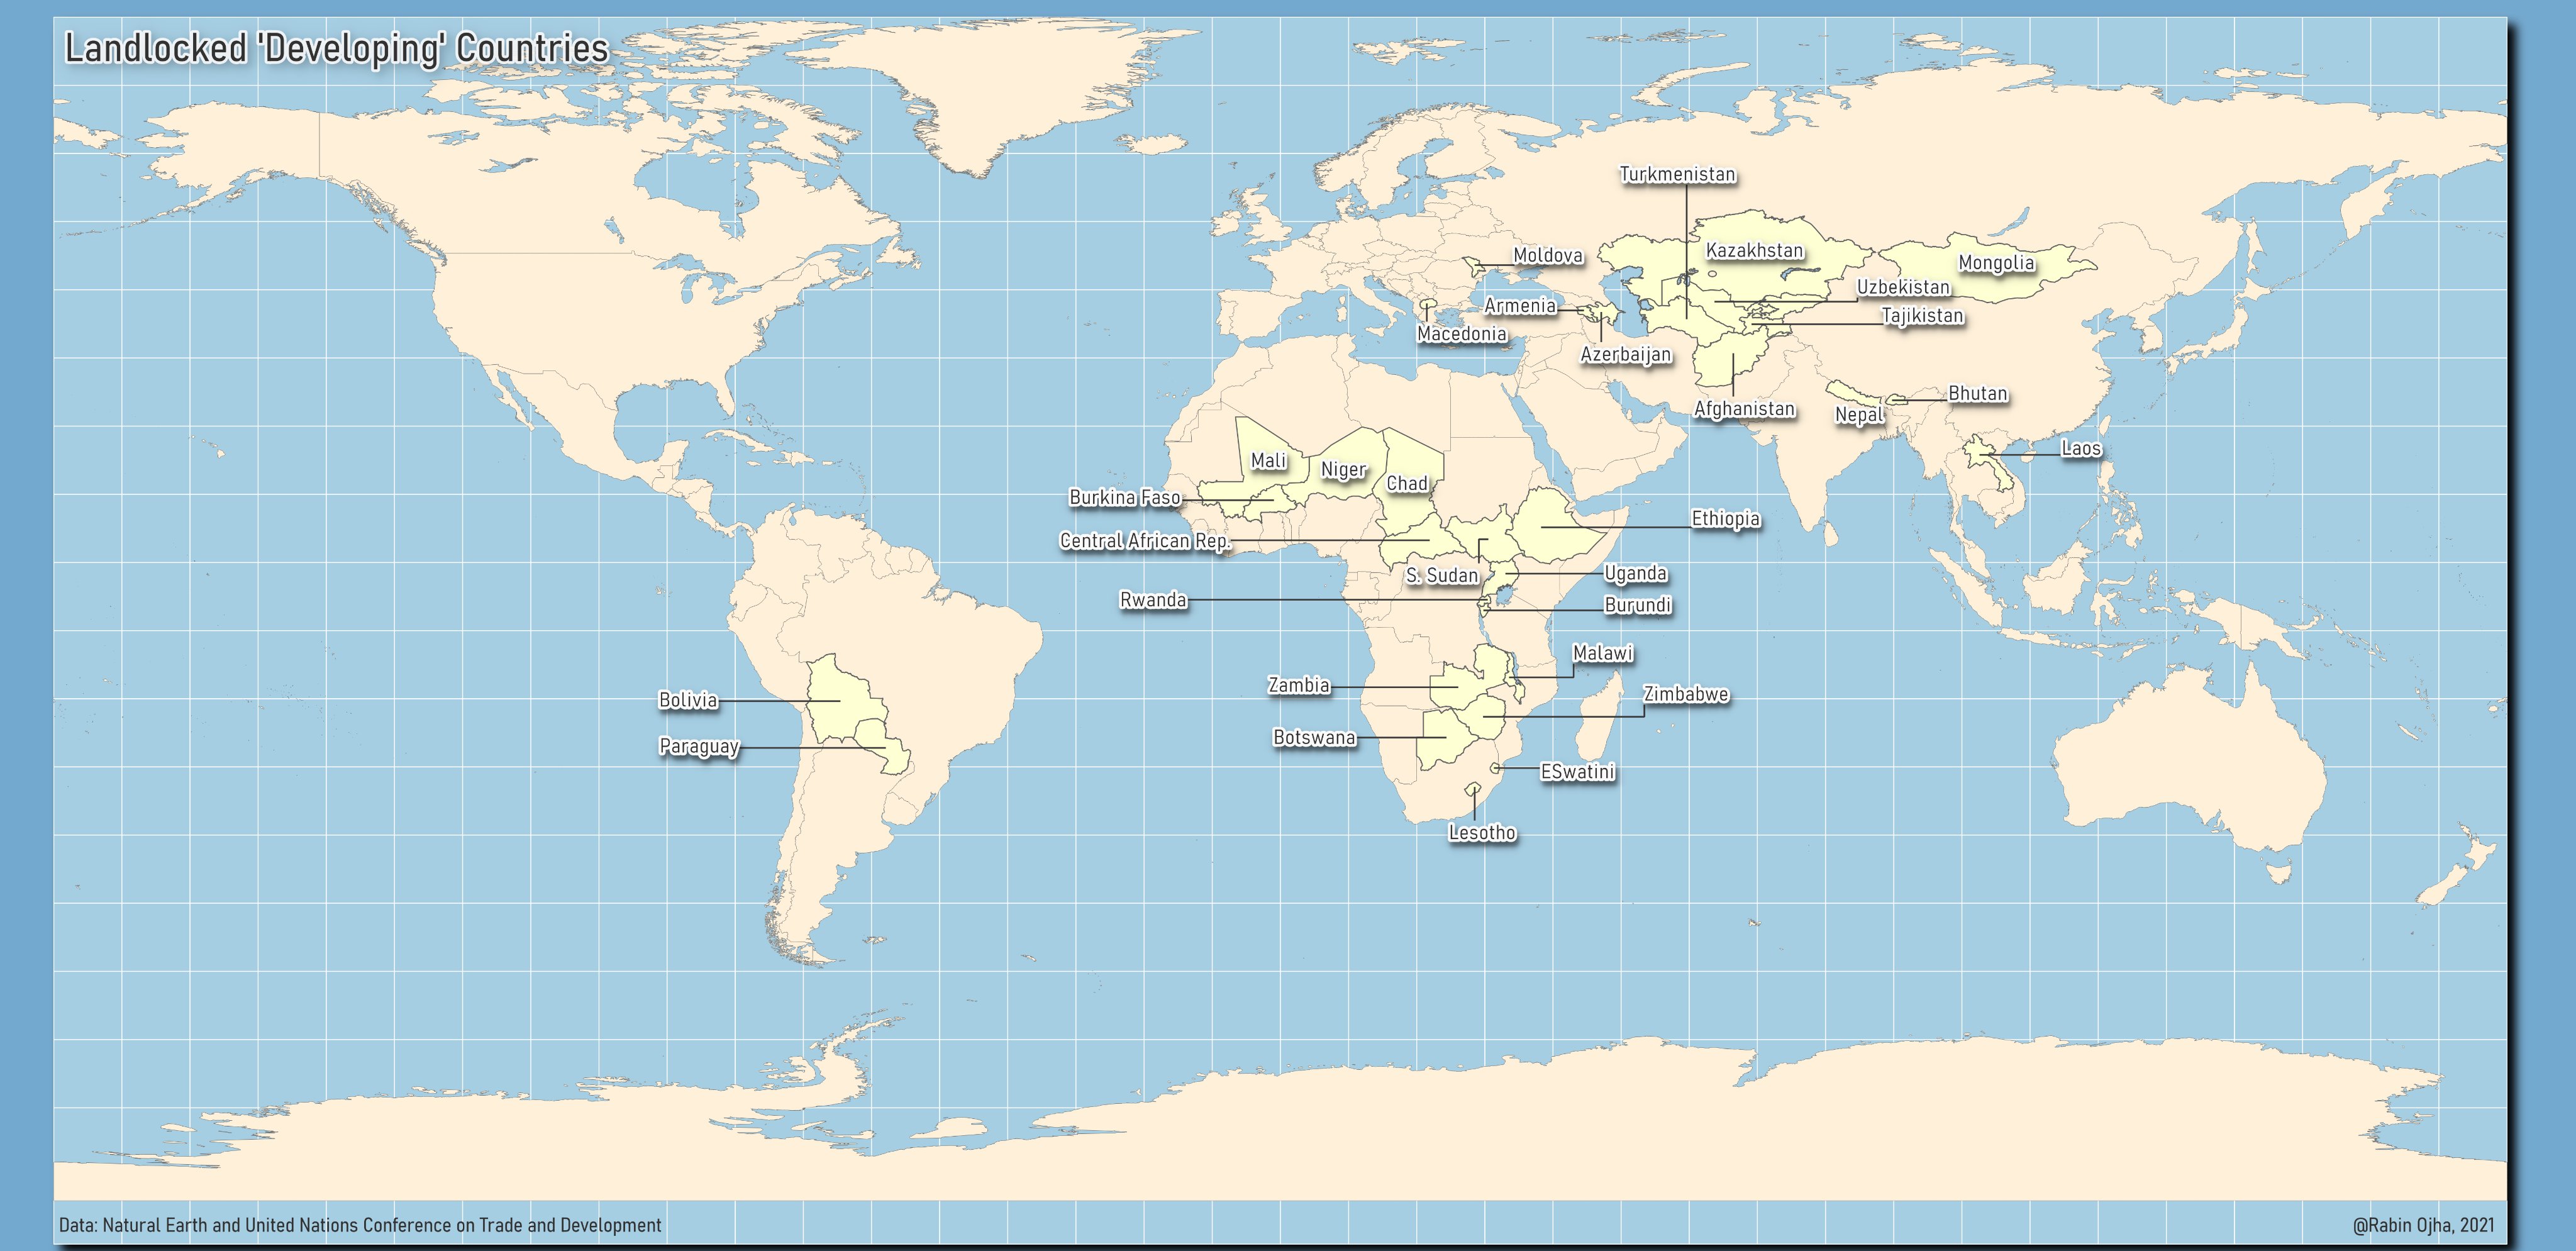 Landlocked 'Developing' Countries
Turkmenistan
Kazakhstan
Moldova
Mongolia
Uzbekistan
Armenia
Tajikistan
Macedonia
Azerbaijan
Bhutan
Afghanistan
Nepal
Laos
Mali
Niger
Chad
Burkina Faso
Ethiopia
Central African Rep.
S. Sudan
Uganda
Rwanda
Burundi
Malawi
Zambia
Zimbabwe
Bolivia
Botswana
Paraguay
ESwatini
Lesotho
Data: Natural Earth and United Nations Conference on Trade and Development
@Rabin Ojha, 2021